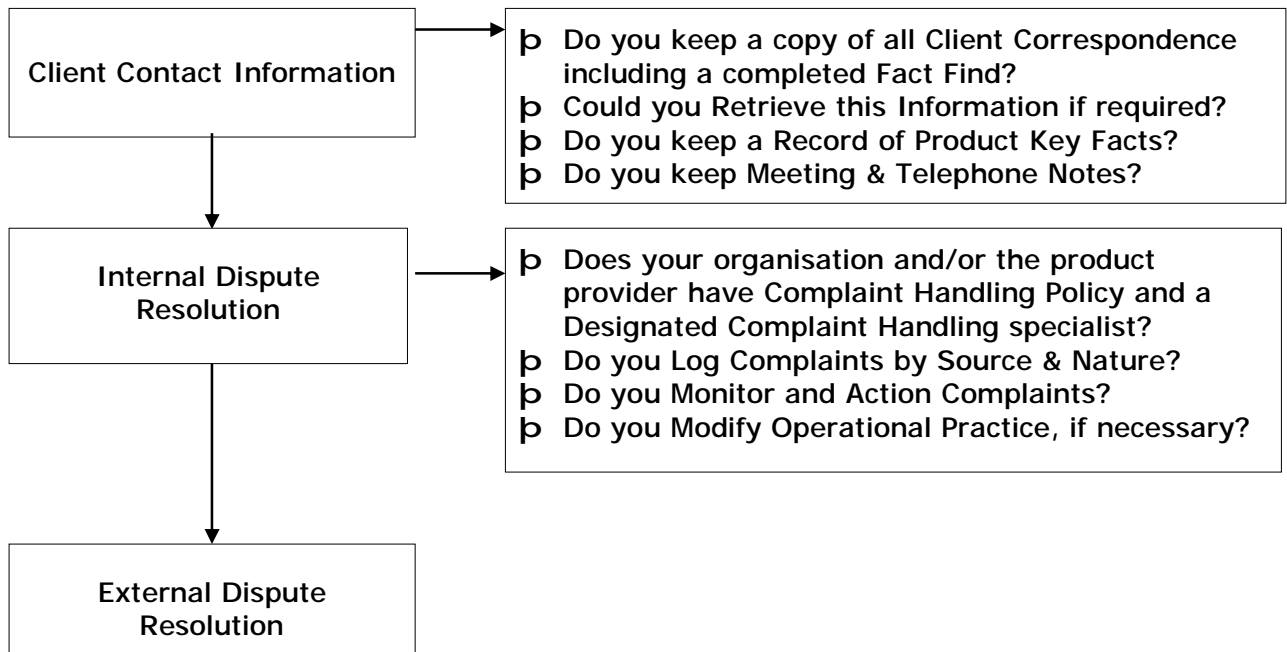 Client Contact Information
þ Do you keep a copy of all Client Correspondence
including a completed Fact Find?
þ Could you Retrieve this Information if required?
þ Do you keep a Record of Product Key Facts?
þ Do you keep Meeting & Telephone Notes?
Internal Dispute
Resolution
þ Does your organisation and/or the product
provider have Complaint Handling Policy and a
Designated Complaint Handling specialist?
þ Do you Log Complaints by Source & Nature?
þ Do you Monitor and Action Complaints?
þ Do you Modify Operational Practice, if necessary?
External Dispute
Resolution